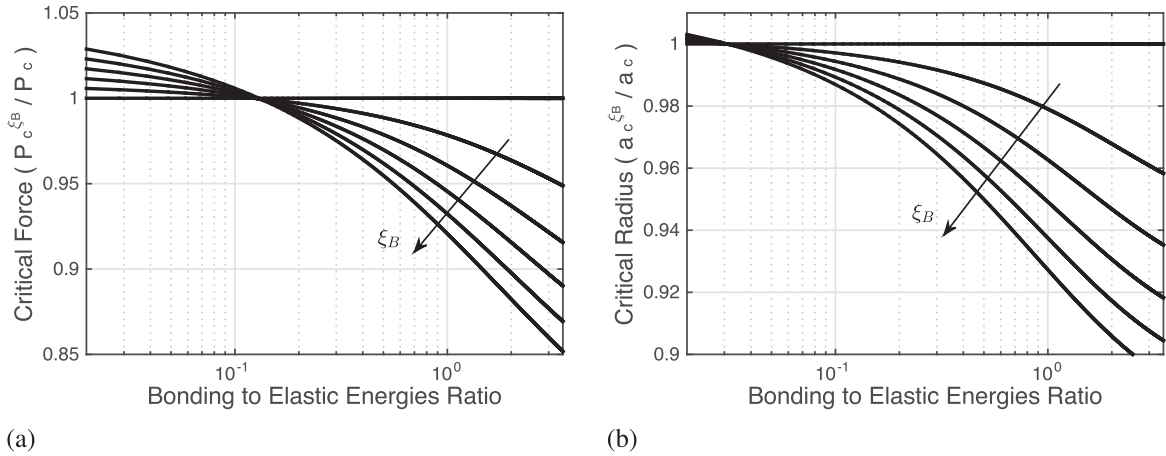 Critical Force ( P c ξB / P c )
1.05
1
0.95
0.9
0.85
ξB
10-1
100
Bonding to Elastic Energies Ratio
(a)
Critical Radius ( a c ξB / a c )
1
0.98
0.96
0.94
0.92
0.9
ξB
10-1
100
Bonding to Elastic Energies Ratio
(b)